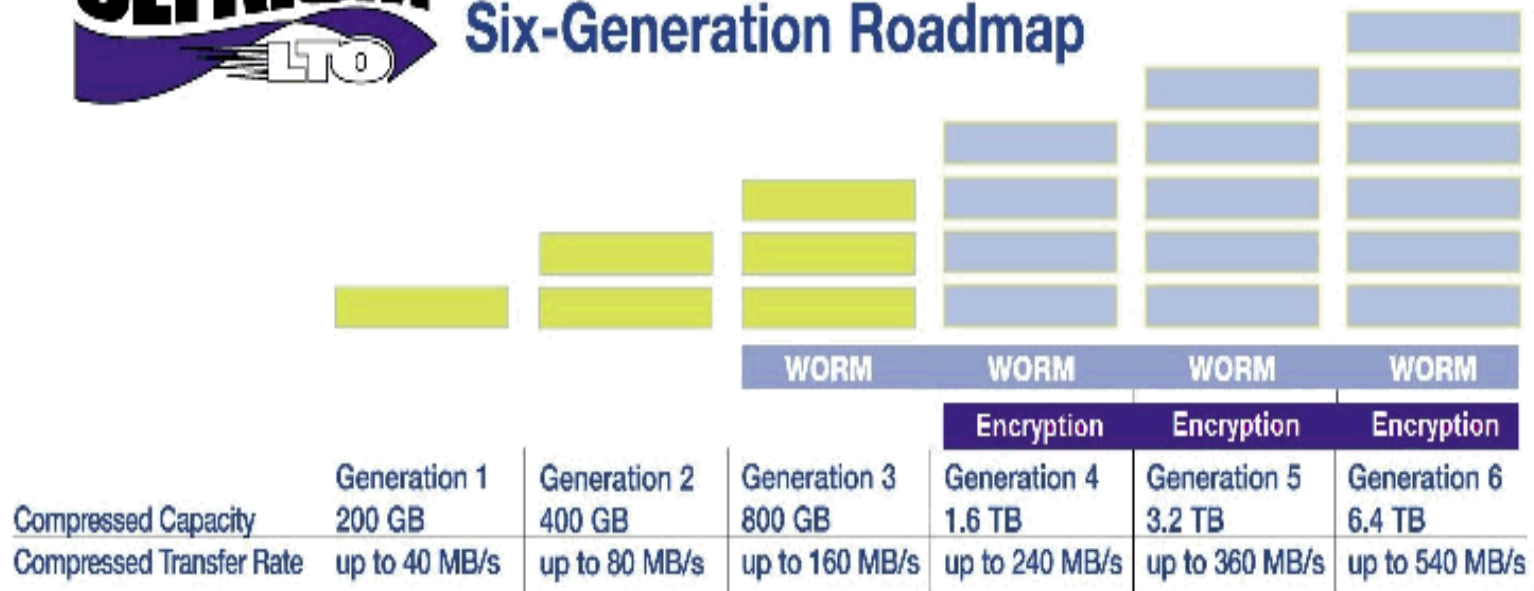 LTO
Six-Generation Roadmap
WORM WORM WORM WORM
Encryption Encryption Encryption
Generation 1 Generation 2 Generation 3 Generation 4 Generation 5 Generation 6
Compressed Capacity 200 GB 400 GB 800 GB 1.6 TB 3.2 TB 6.4 TB
Compressed Transfer Rate up to 40 MB/s up to 80 MB/s up to 160 MB/s up to 240 MB/s up to 360 MB/s up to 540 MB/s